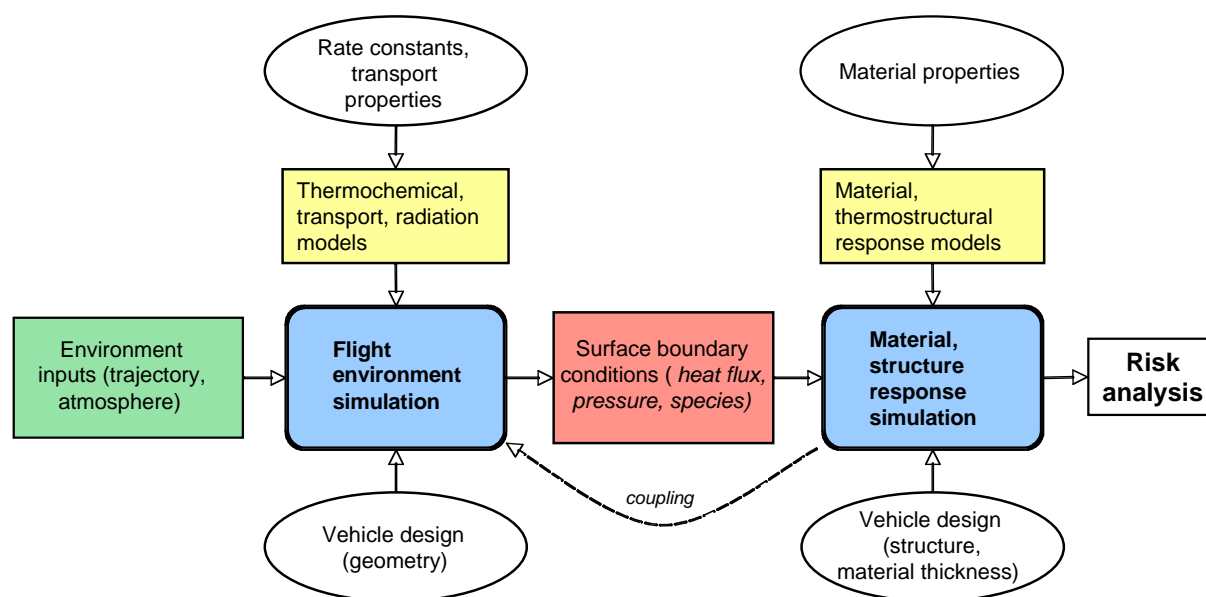 Rate constants,
transport
properties
Material properties
Thermochemical,
transport, radiation
models
Material,
thermostructural
response models
Environment
inputs (trajectory,
atmosphere)
Flight
environment
simulation
Surface boundary
conditions ( heat flux,
pressure, species)
Material,
structure
response
simulation
Risk
analysis
coupling
Vehicle design
(geometry)
Vehicle design
(structure,
material thickness)